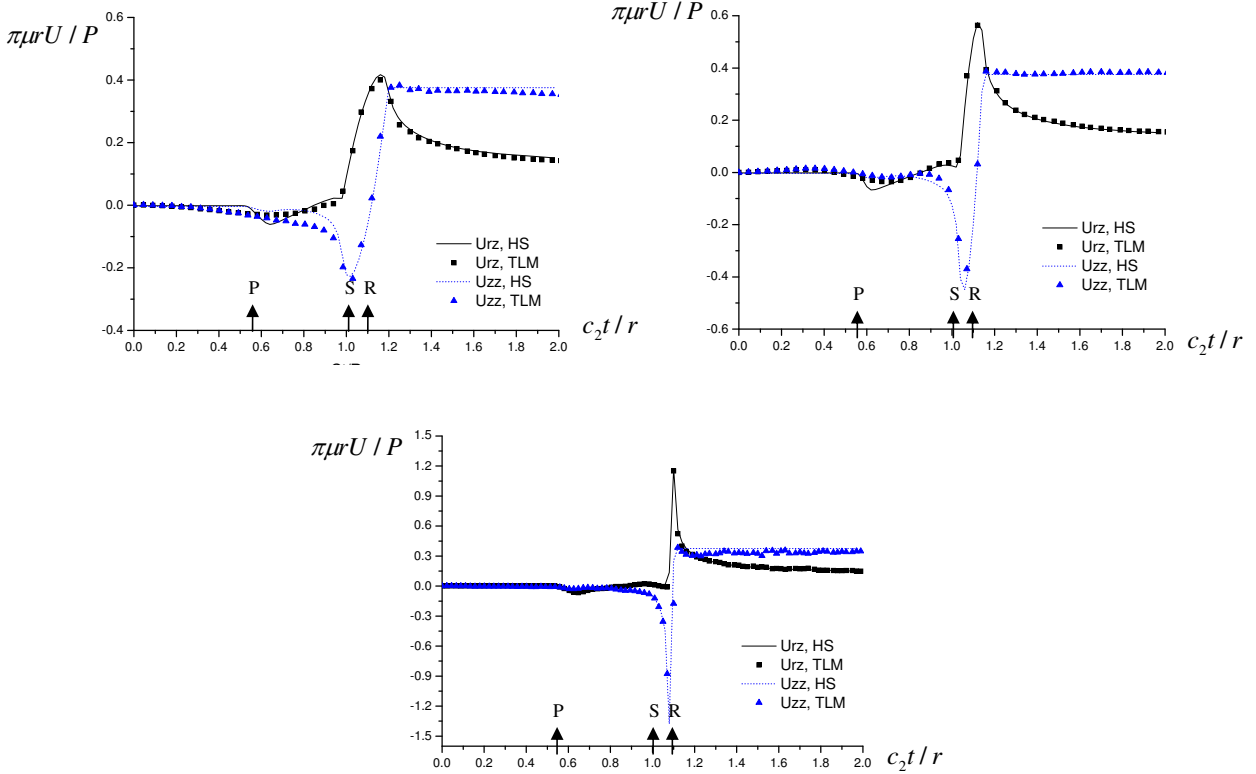 πμrU / P
0.6
0.4
0.2
0.0
-0.2
-0.4
Urz, HS
Urz, TLM
Uzz, HS
Uzz, TLM
P
S
R
0.0 0.2 0.4 0.6 0.8 1.0 1.2 1.4 1.6 1.8 2.0
c₂t / r
πμrU / P
0.6
0.4
0.2
0.0
-0.2
-0.4
-0.6
Urz, HS
Urz, TLM
Uzz, HS
Uzz, TLM
P
S
R
0.0 0.2 0.4 0.6 0.8 1.0 1.2 1.4 1.6 1.8 2.0
c₂t / r
πμrU / P
1.5
1.2
0.9
0.6
0.3
0.0
-0.3
-0.6
-0.9
-1.2
-1.5
Urz, HS
Urz, TLM
Uzz, HS
Uzz, TLM
P
S
R
0.0 0.2 0.4 0.6 0.8 1.0 1.2 1.4 1.6 1.8 2.0
c₂t / r